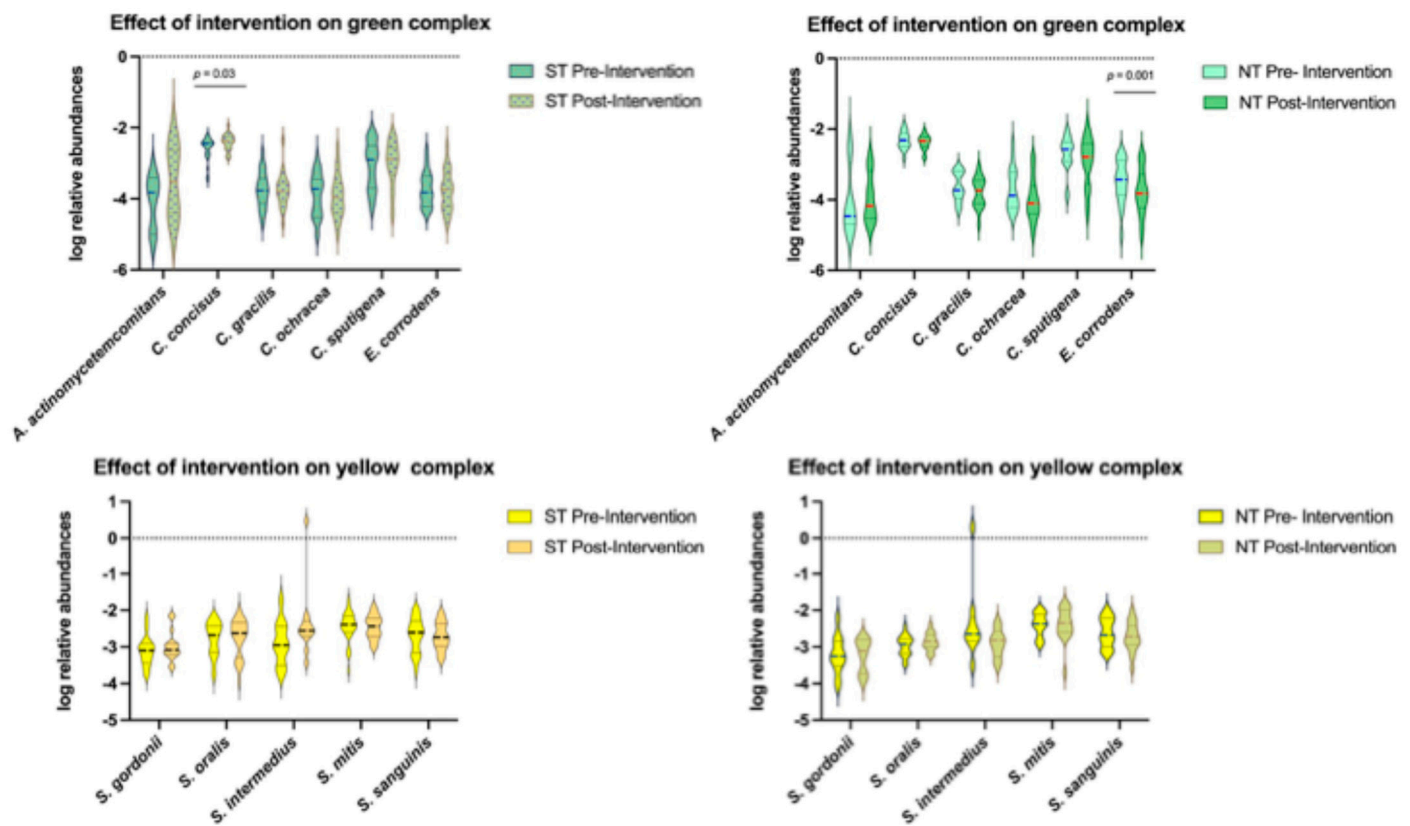 Effect of intervention on green complex
log relative abundances
0
-2
-4
-6
p = 0.03
ST Pre-Intervention
ST Post-Intervention
A. actinomycetemcomitans
C. concisus
C. gracilis
C. ochracea
C. sputigena
E. corrodens
Effect of intervention on green complex
log relative abundances
0
-2
-4
-6
p = 0.001
NT Pre- Intervention
NT Post-Intervention
A. actinomycetemcomitans
C. concisus
C. gracilis
C. ochracea
C. sputigena
E. corrodens
Effect of intervention on yellow complex
log relative abundances
1
0
-1
-2
-3
-4
-5
ST Pre-Intervention
ST Post-Intervention
S. gordonii
S. oralis
S. intermedius
S. mitis
S. sanguinis
Effect of intervention on yellow complex
log relative abundances
1
0
-1
-2
-3
-4
-5
NT Pre- Intervention
NT Post-Intervention
S. gordonii
S. oralis
S. intermedius
S. mitis
S. sanguinis